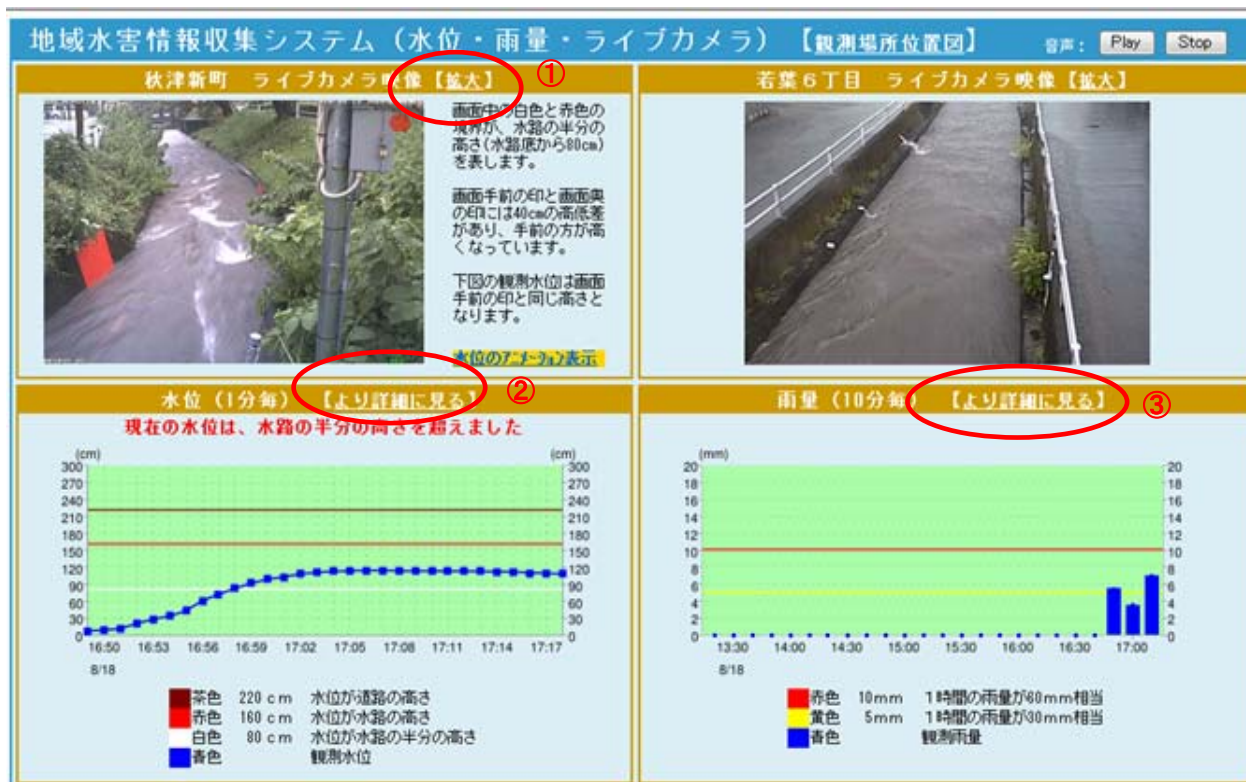 地域水害情報収集システム（水位・雨量・ライブカメラ）【観測場所位置図】 音声： Play Stop
秋津新町 ライブカメラ映像【拡大】 ①
画面中の白色と赤色の
境界が、水路の半分の
高さ(水路底から80cm)
を表します。
画面手前の印と画面奥
の印には40cmの高低差
があり、手前の方が高
くなっています。
下図の観測水位は画面
手前の印と同じ高さと
なります。
水位のアニメーション表示
若葉６丁目 ライブカメラ映像【拡大】
水位（1分毎） 【より詳細に見る】 ②
現在の水位は、水路の半分の高さを超えました
(cm) (cm)
300 300
270 270
240 240
210 210
180 180
150 150
120 120
90 90
60 60
30 30
0 0
16:50 16:53 16:56 16:59 17:02 17:05 17:08 17:11 17:14 17:17
8/18
茶色 220ｃｍ 水位が道路の高さ
赤色 160ｃｍ 水位が水路の高さ
白色 80ｃｍ 水位が水路の半分の高さ
青色 観測水位
雨量（10分毎） 【より詳細に見る】 ③
(mm)
20 20
18 18
16 16
14 14
12 12
10 10
8 8
6 6
4 4
2 2
0 0
13:30 14:00 14:30 15:00 15:30 16:00 16:30 17:00
8/18
赤色 10mm １時間の雨量が60mm相当
黄色 5mm １時間の雨量が30mm相当
青色 観測雨量